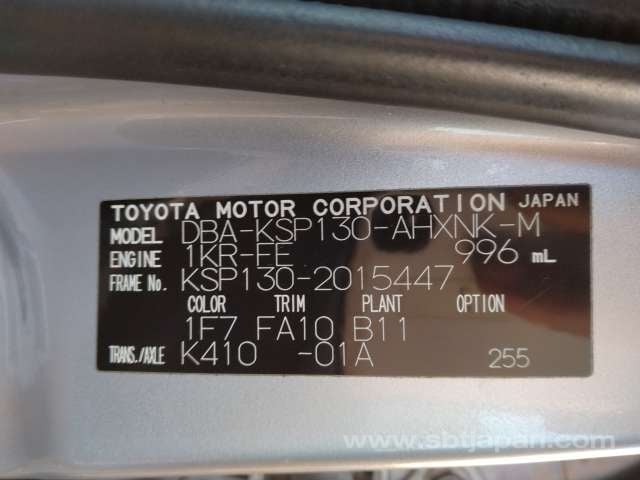 TOYOTA MOTOR CORPORATION JAPAN
MODEL DBA-KSP130-AHXNK-M
ENGINE 1KR-FE 996 mL
FRAME No. KSP130-2015447
COLOR TRIM PLANT OPTION
1F7 FA10 B11
TRANS./AXLE K410 -01A 255
www.sbtjapan.com